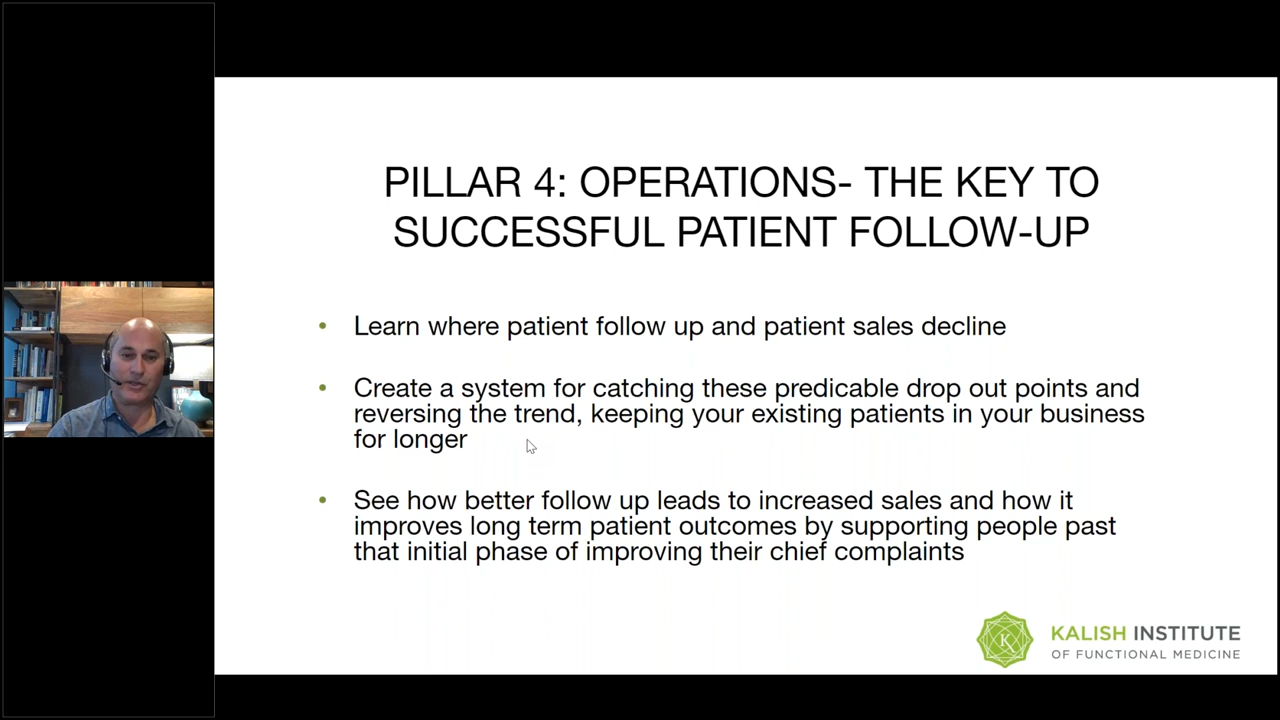 PILLAR 4: OPERATIONS- THE KEY TO
SUCCESSFUL PATIENT FOLLOW-UP
• Learn where patient follow up and patient sales decline
• Create a system for catching these predicable drop out points and
reversing the trend, keeping your existing patients in your business
for longer
• See how better follow up leads to increased sales and how it
improves long term patient outcomes by supporting people past
that initial phase of improving their chief complaints
K
KALISH INSTITUTE
OF FUNCTIONAL MEDICINE